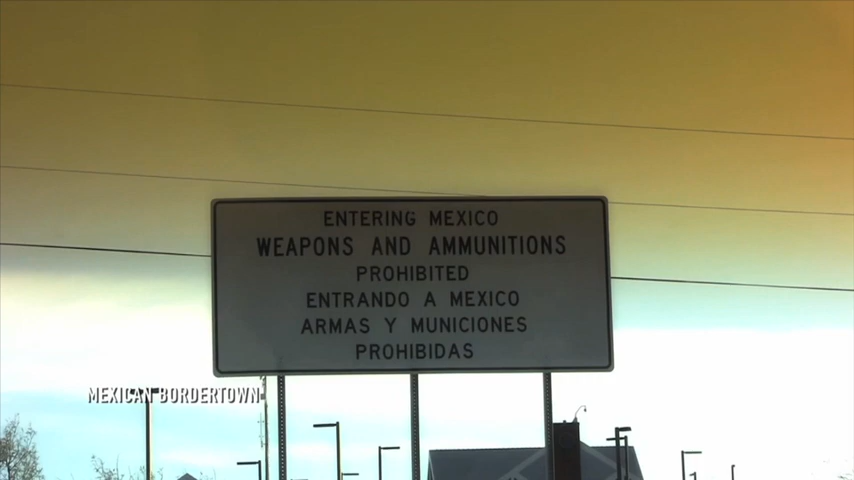 ENTERING MEXICO
WEAPONS AND AMMUNITIONS
PROHIBITED
ENTRANDO A MEXICO
ARMAS Y MUNICIONES
PROHIBIDAS
MEXICAN BORDERTOWN